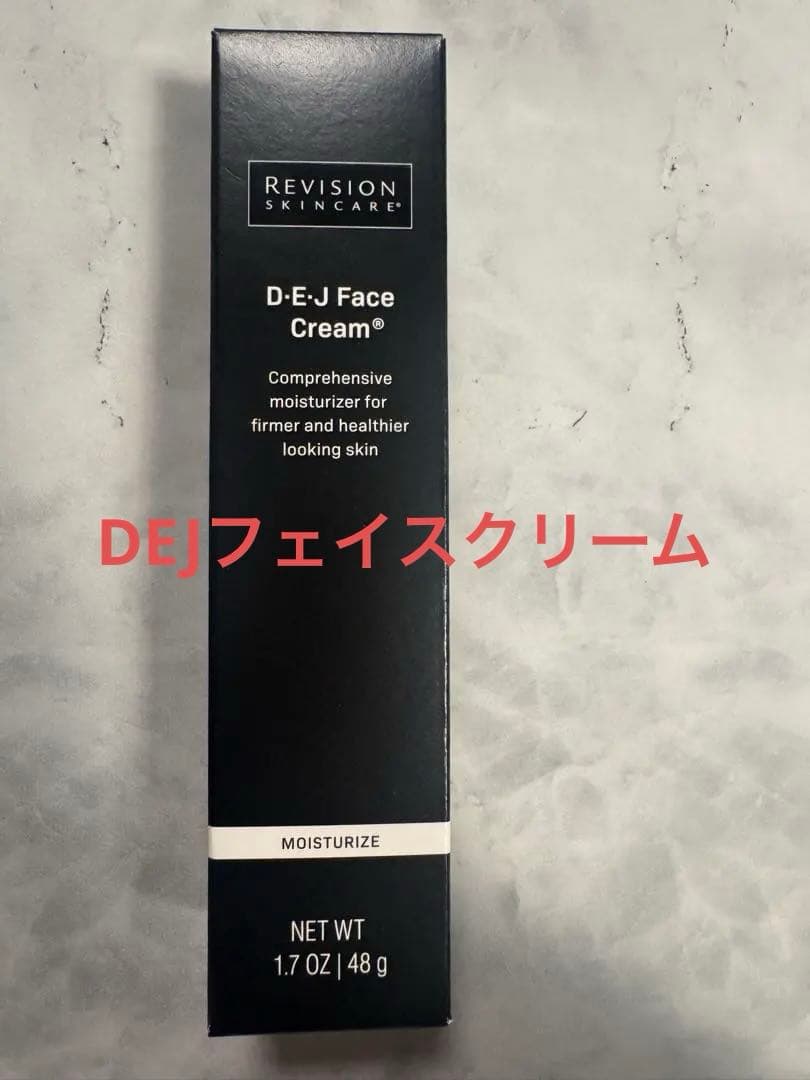 REVISION
SKINCARE®
D·E·J Face
Cream®
Comprehensive
moisturizer for
firmer and healthier
looking skin
DEJフェイスクリーム
MOISTURIZE
NET WT
1.7 OZ | 48 g